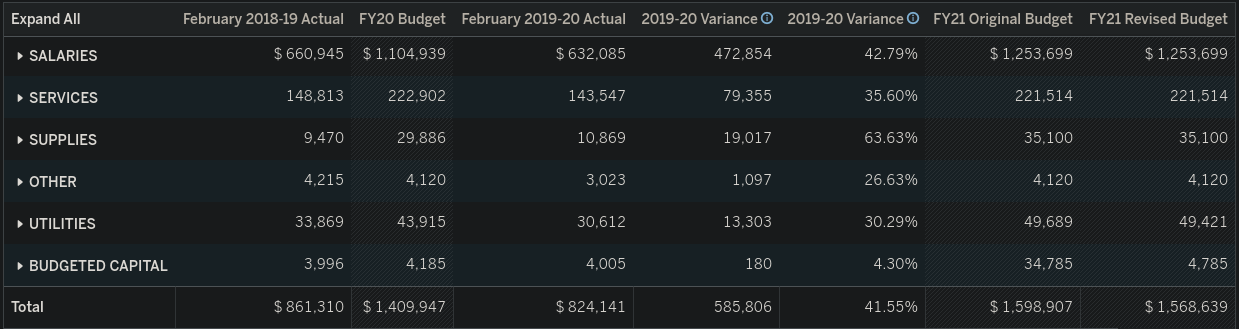 Expand All February 2018-19 Actual FY20 Budget February 2019-20 Actual 2019-20 Variance 2019-20 Variance FY21 Original Budget FY21 Revised Budget
SALARIES $ 660,945 $ 1,104,939 $ 632,085 472,854 42.79% $ 1,253,699 $ 1,253,699
SERVICES 148,813 222,902 143,547 79,355 35.60% 221,514 221,514
SUPPLIES 9,470 29,886 10,869 19,017 63.63% 35,100 35,100
OTHER 4,215 4,120 3,023 1,097 26.63% 4,120 4,120
UTILITIES 33,869 43,915 30,612 13,303 30.29% 49,689 49,421
BUDGETED CAPITAL 3,996 4,185 4,005 180 4.30% 34,785 4,785
Total $ 861,310 $ 1,409,947 $ 824,141 585,806 41.55% $ 1,598,907 $ 1,568,639